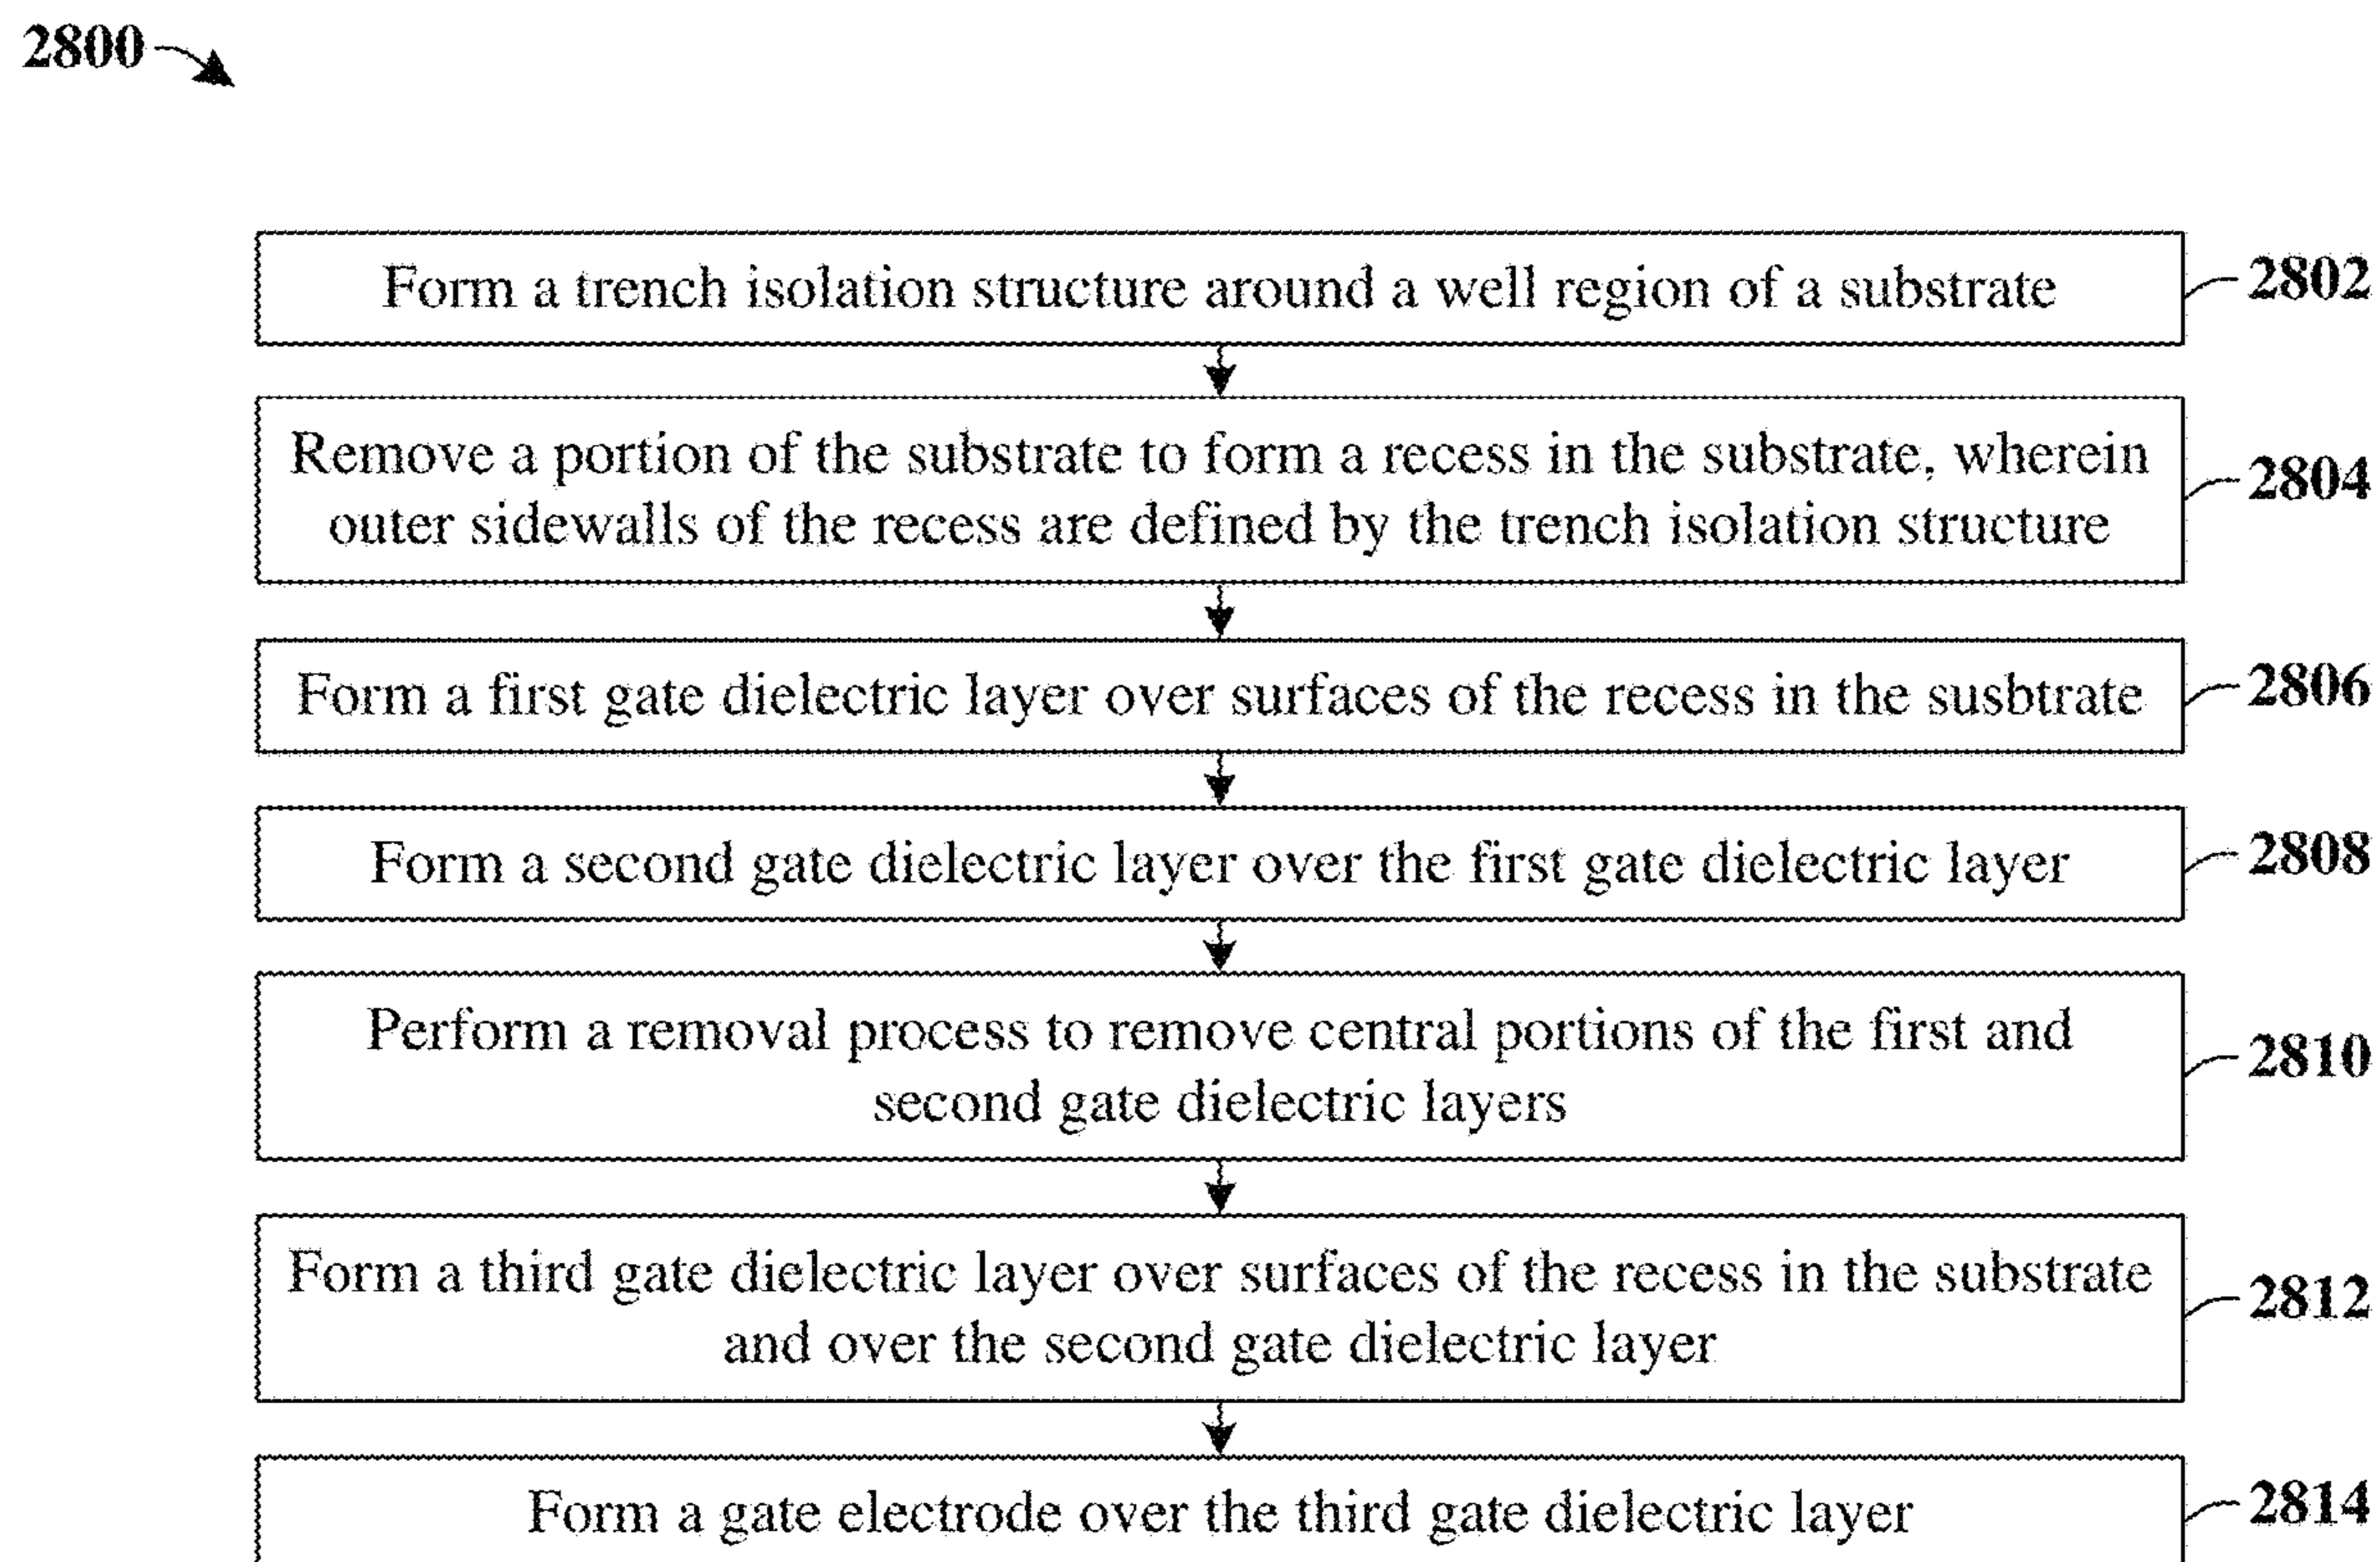 2800
Form a trench isolation structure around a well region of a substrate
2802
Remove a portion of the substrate to form a recess in the substrate, wherein
outer sidewalls of the recess are defined by the trench isolation structure
2804
Form a first gate dielectric layer over surfaces of the recess in the susbtrate
2806
Form a second gate dielectric layer over the first gate dielectric layer
2808
Perform a removal process to remove central portions of the first and
second gate dielectric layers
2810
Form a third gate dielectric layer over surfaces of the recess in the substrate
and over the second gate dielectric layer
2812
Form a gate electrode over the third gate dielectric layer
2814